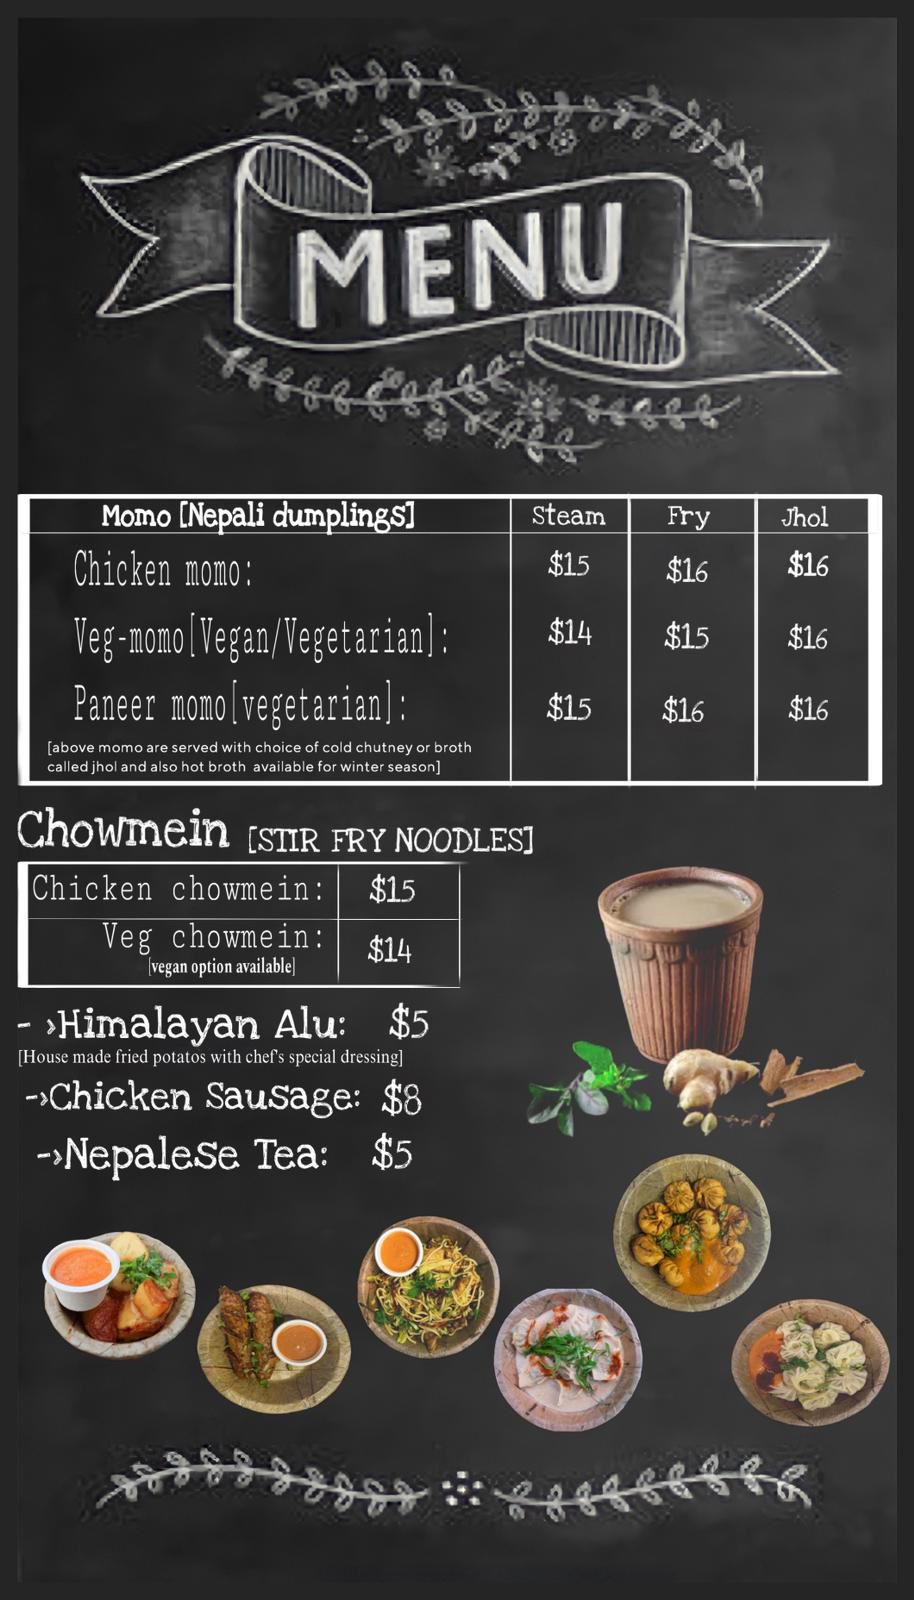 MENU
Momo [Nepali dumplings] Steam Fry Jhol
Chicken momo: $15 $16 $16
Veg-momo[Vegan/Vegetarian]: $14 $15 $16
Paneer momo[vegetarian]: $15 $16 $16
[above momo are served with choice of cold chutney or broth
called jhol and also hot broth available for winter season]
Chowmein [STIR FRY NOODLES]
Chicken chowmein: $15
Veg chowmein: $14
[vegan option available]
- ›Himalayan Alu: $5
[House made fried potatos with chef's special dressing]
-›Chicken Sausage: $8
-›Nepalese Tea: $5